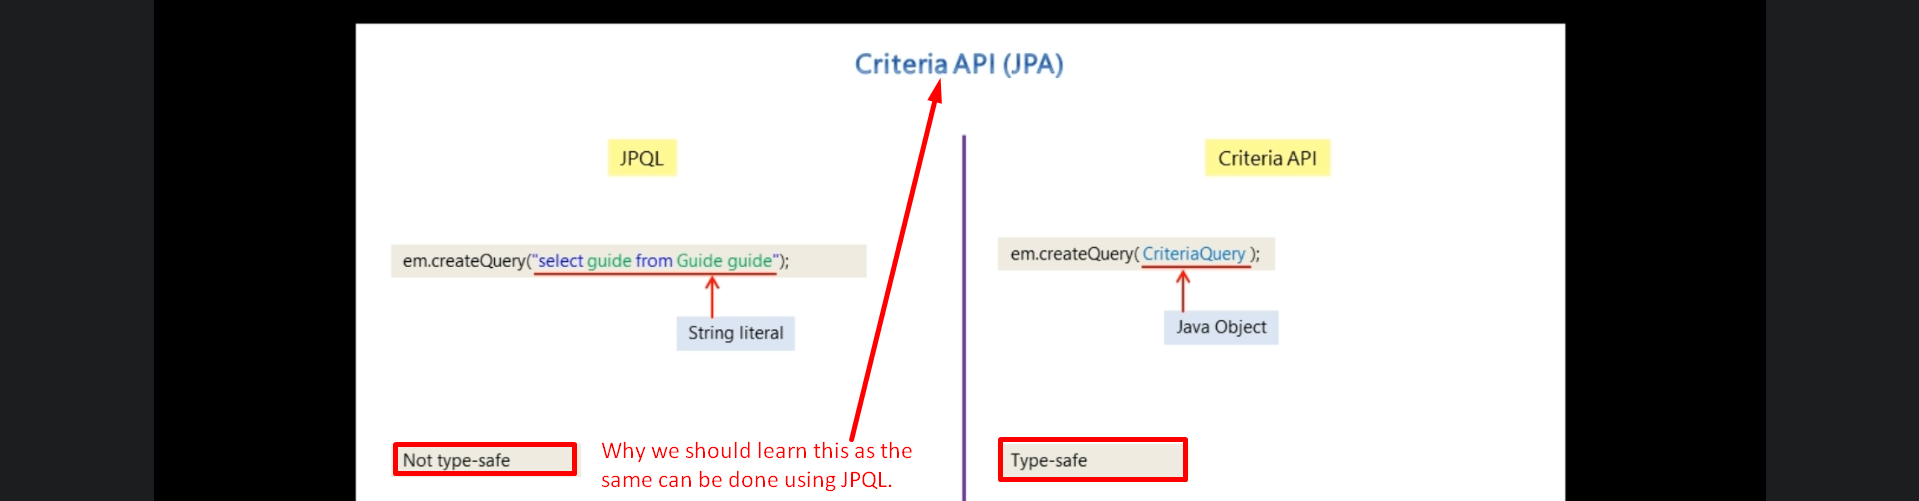 Criteria API (JPA)
JPQL
Criteria API
em.createQuery("select guide from Guide guide");
em.createQuery( CriteriaQuery );
String literal
Java Object
Not type-safe
Why we should learn this as the
same can be done using JPQL.
Type-safe